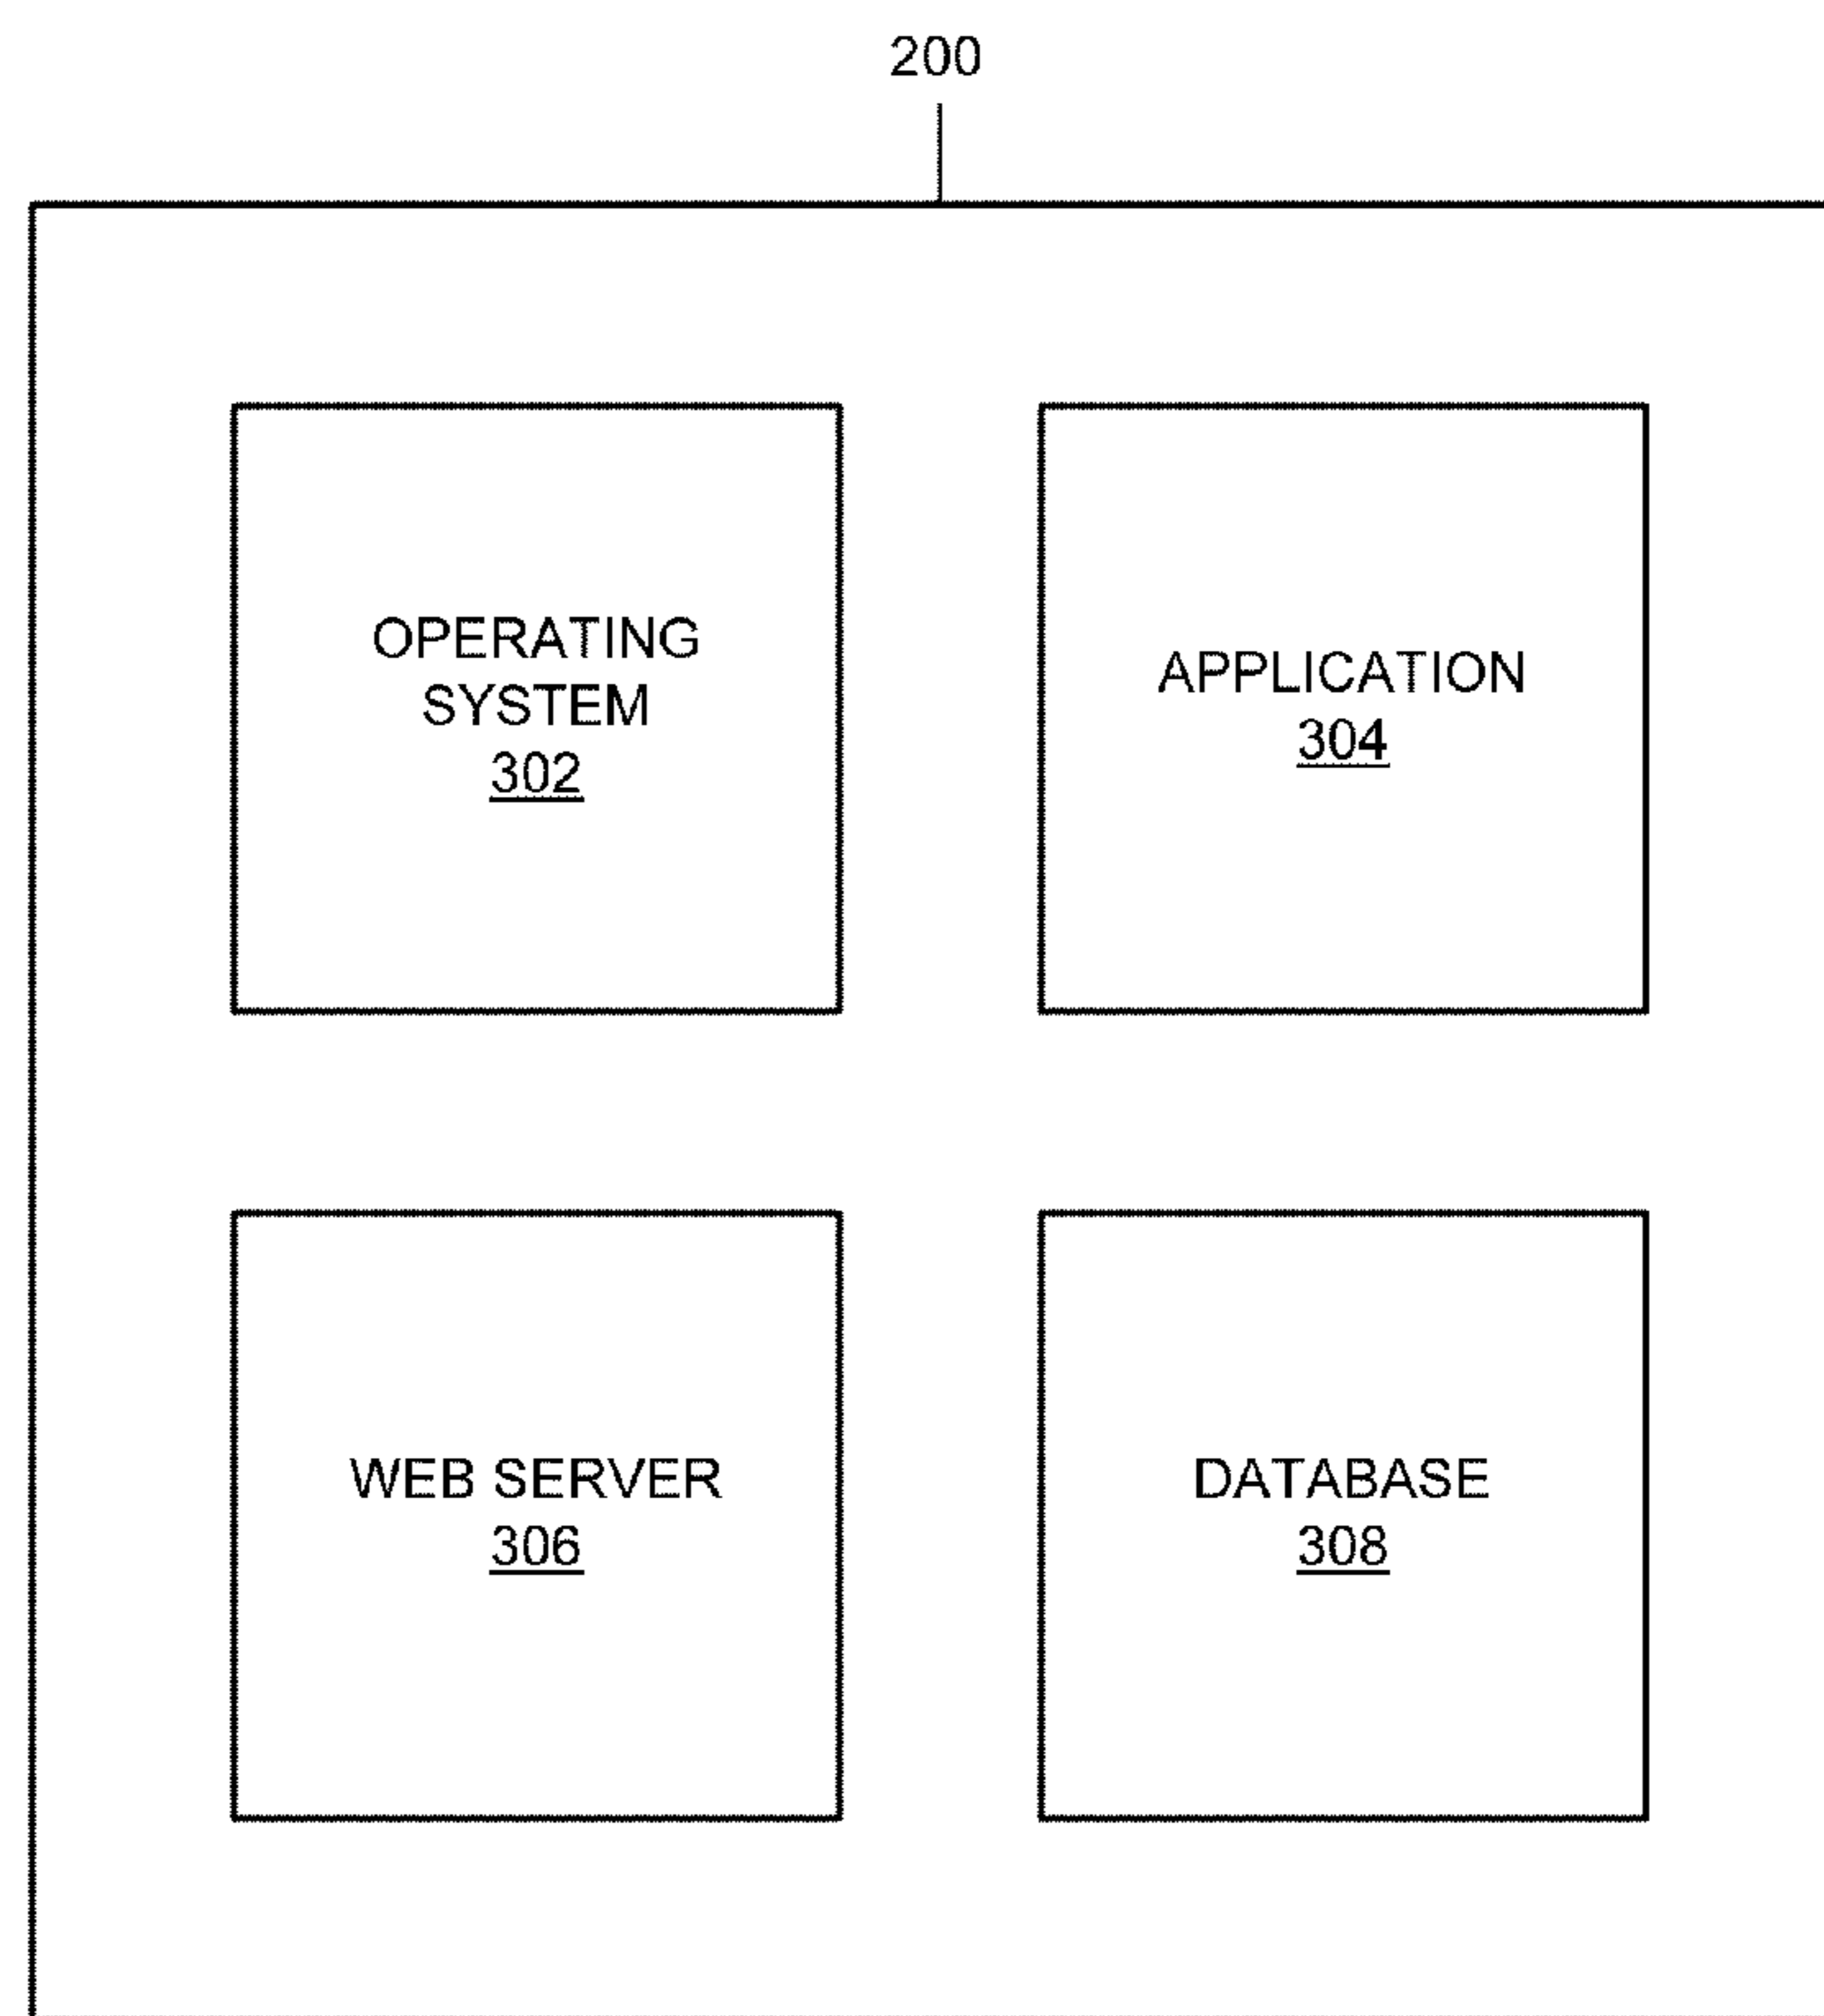 200
OPERATING
SYSTEM
302
APPLICATION
304
WEB SERVER
306
DATABASE
308